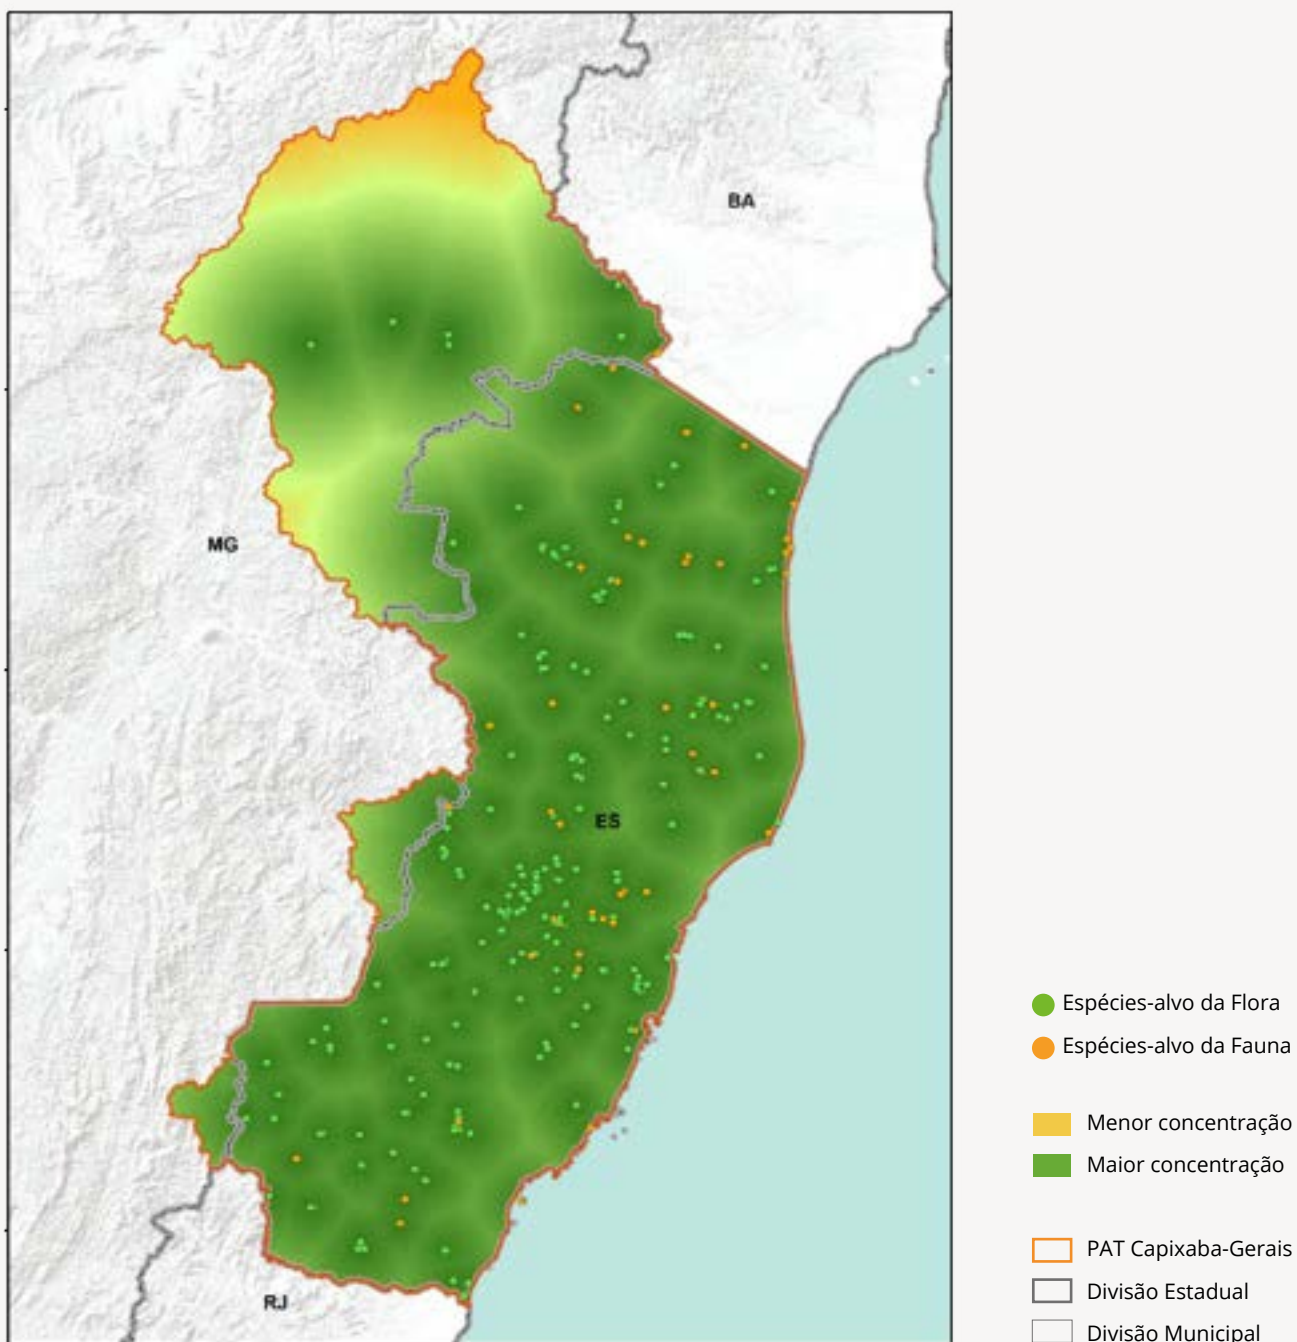 BA
MG
ES
RJ
Espécies-alvo da Flora
Espécies-alvo da Fauna
Menor concentração
Maior concentração
PAT Capixaba-Gerais
Divisão Estadual
Divisão Municipal